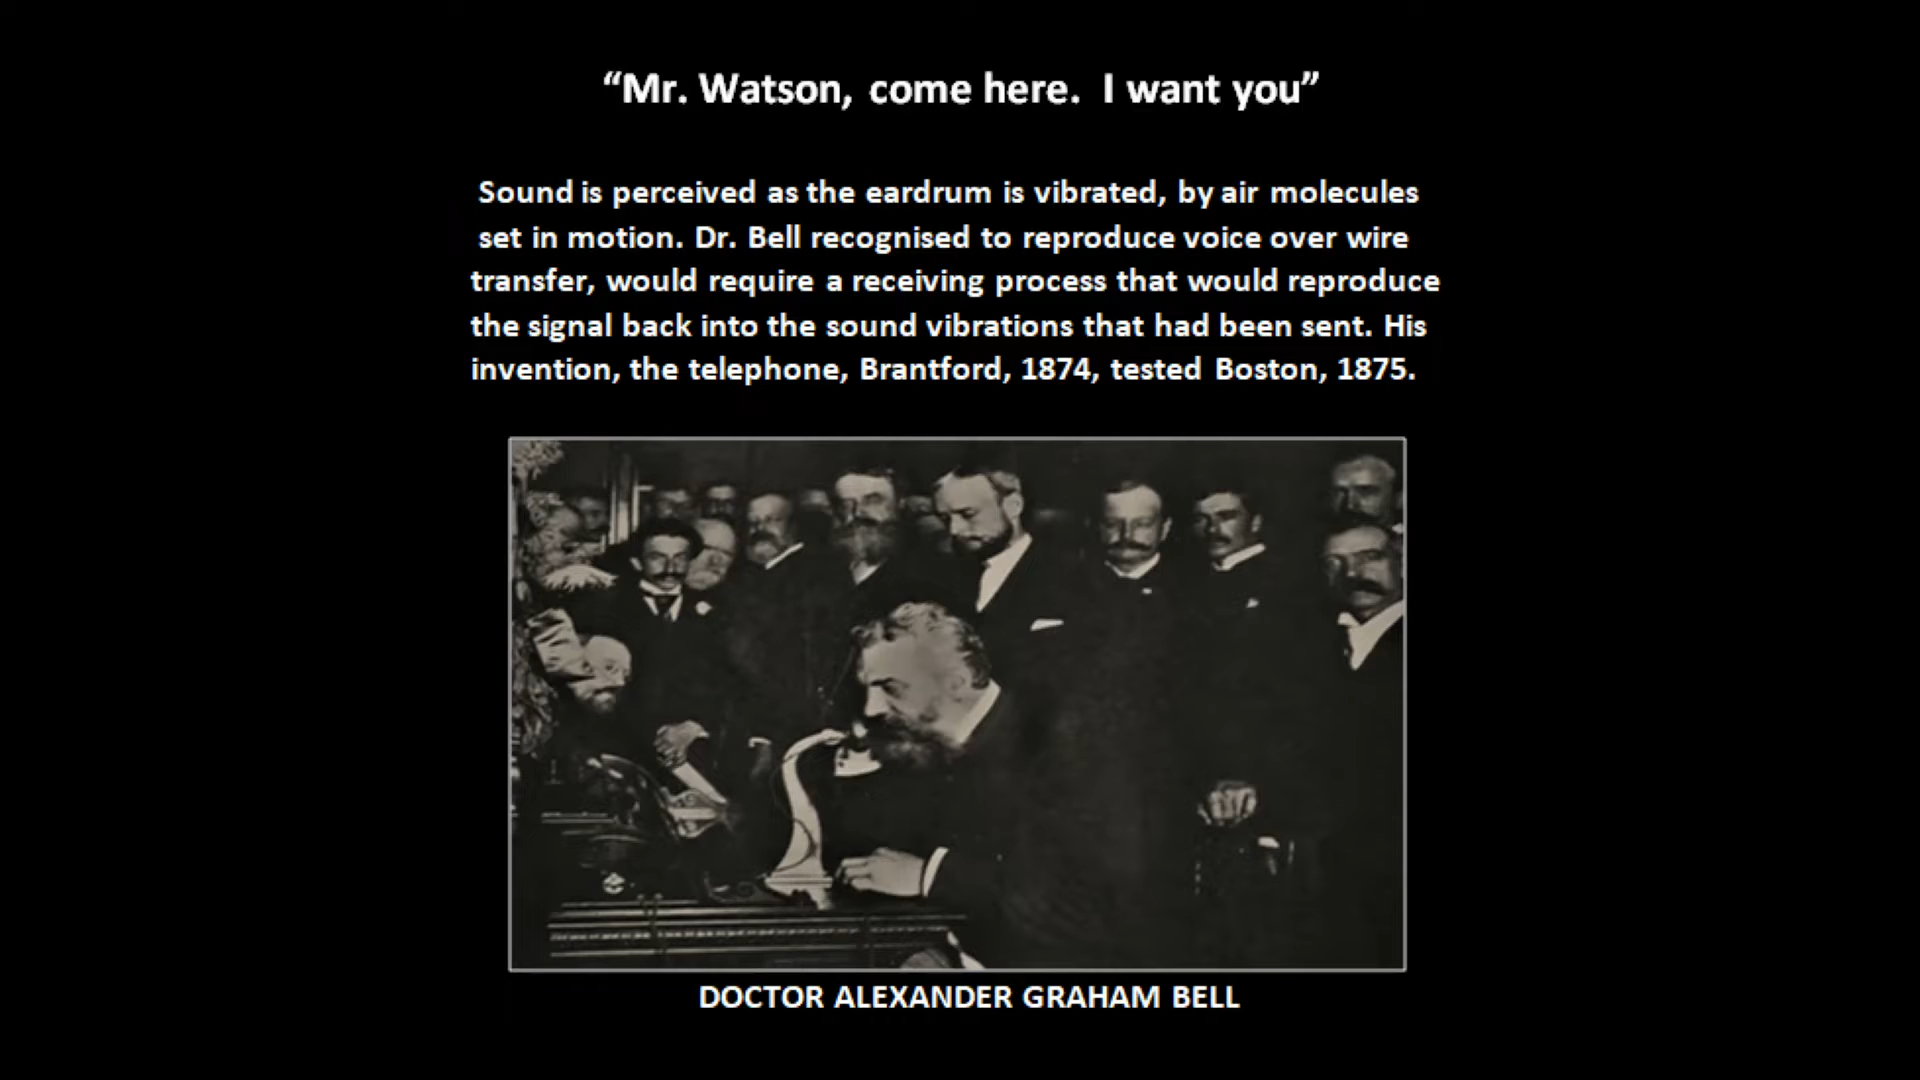 “Mr. Watson, come here.  I want you”
Sound is perceived as the eardrum is vibrated, by air molecules
set in motion. Dr. Bell recognised to reproduce voice over wire
transfer, would require a receiving process that would reproduce
the signal back into the sound vibrations that had been sent. His
invention, the telephone, Brantford, 1874, tested Boston, 1875.
DOCTOR ALEXANDER GRAHAM BELL